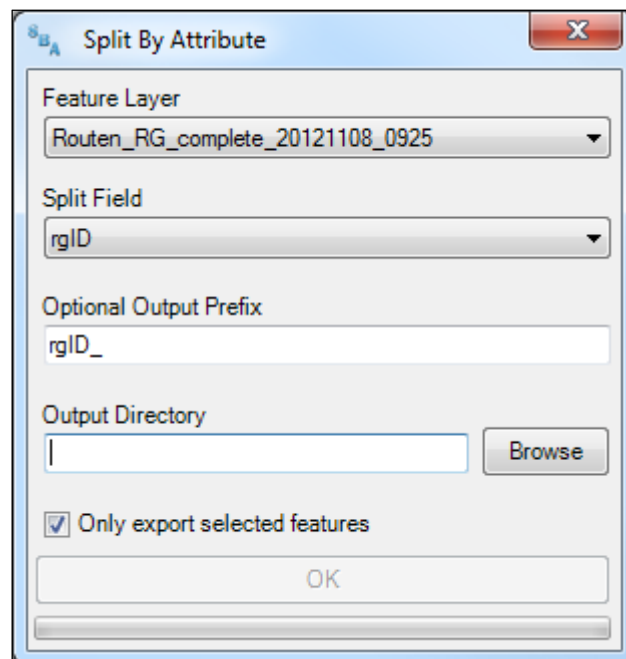 SBA Split By Attribute
Feature Layer
Routen_RG_complete_20121108_0925
Split Field
rgID
Optional Output Prefix
rgID_
Output Directory
Browse
Only export selected features
OK